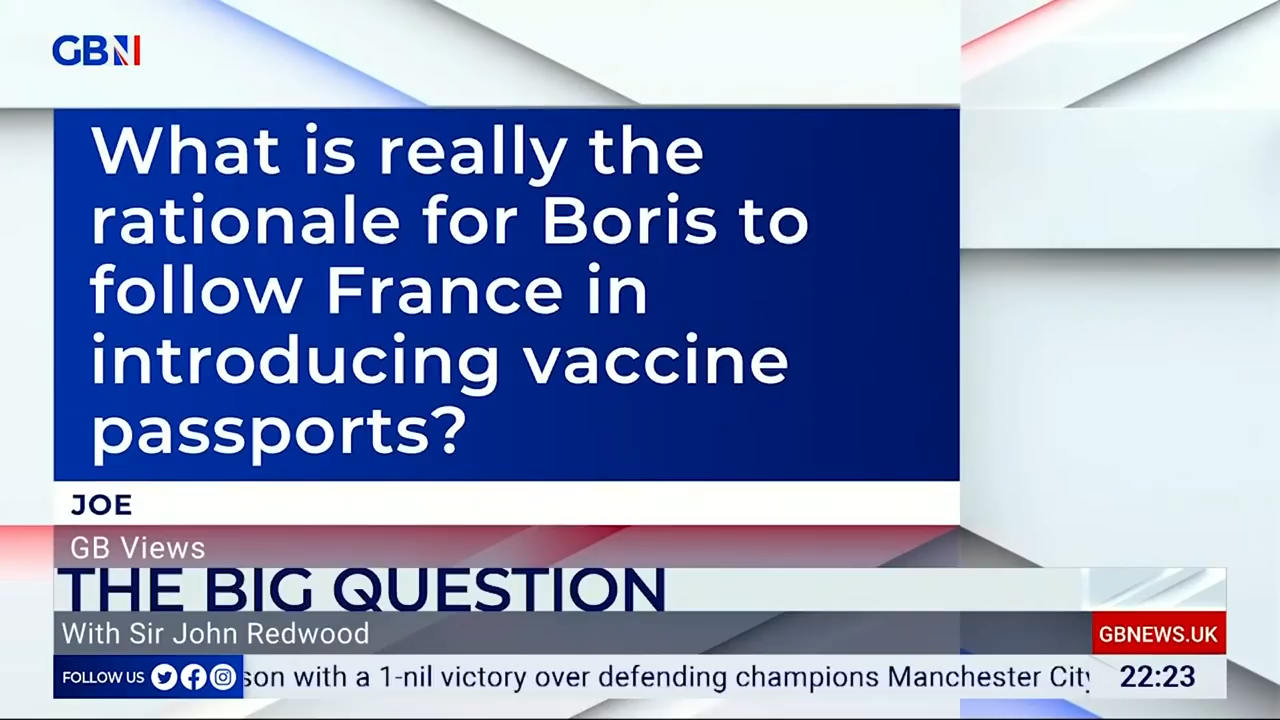 GBN
What is really the
rationale for Boris to
follow France in
introducing vaccine
passports?
JOE
GB Views
THE BIG QUESTION
With Sir John Redwood
GBNEWS.UK
FOLLOW US
son with a 1-nil victory over defending champions Manchester City
22:23